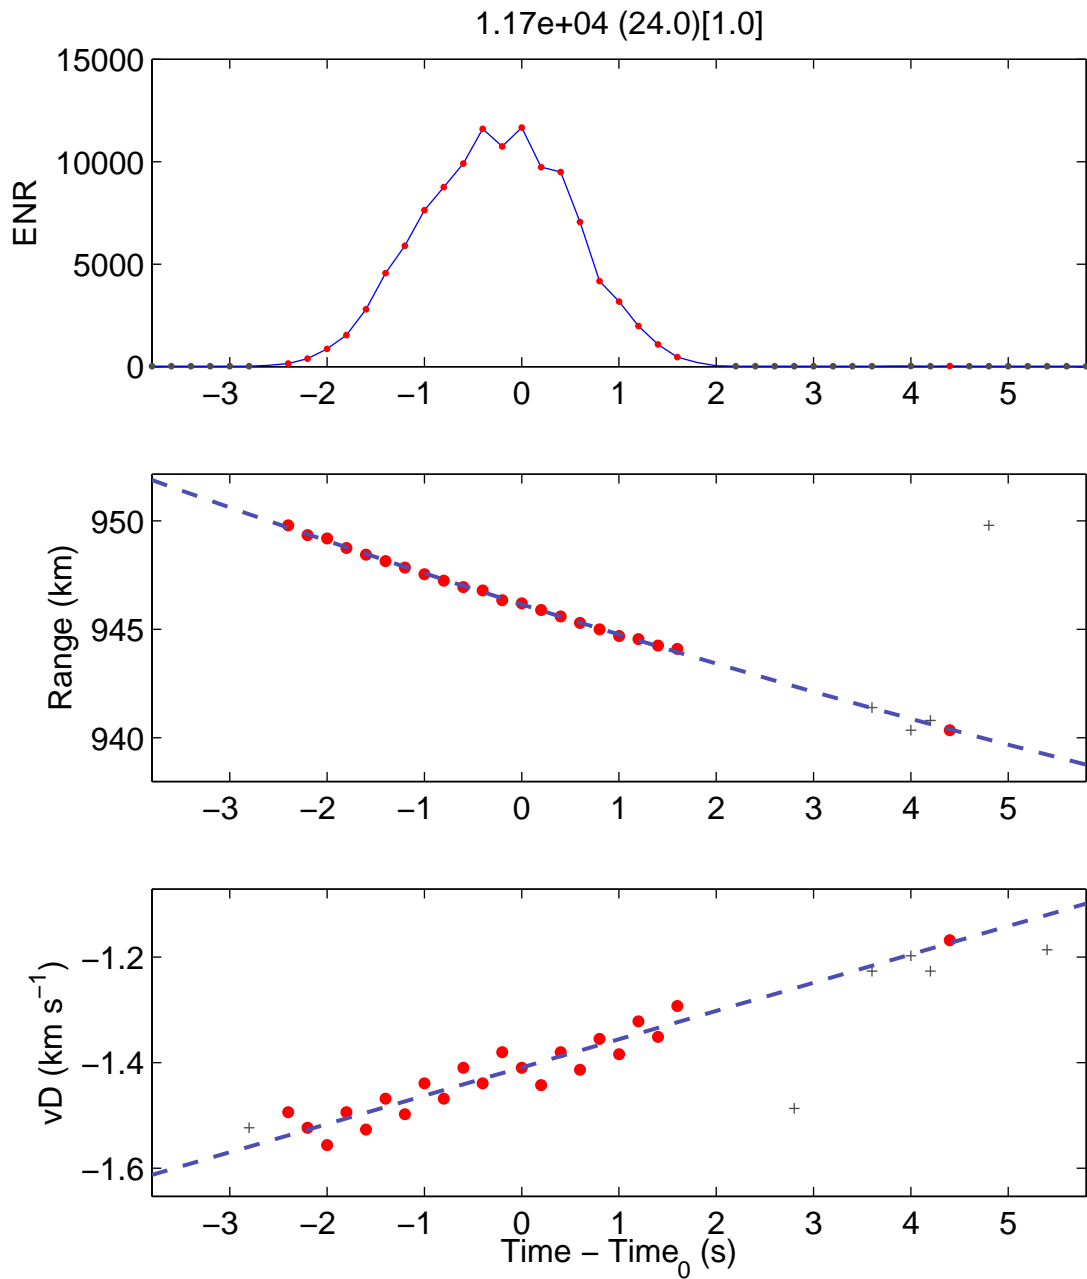 1.17e+04 (24.0)[1.0]
15000
10000
5000
0
ENR
−3 −2 −1 0 1 2 3 4 5
950
945
940
Range (km)
−3 −2 −1 0 1 2 3 4 5
−1.2
−1.4
−1.6
vD (km s−1)
−3 −2 −1 0 1 2 3 4 5
Time − Time0 (s)